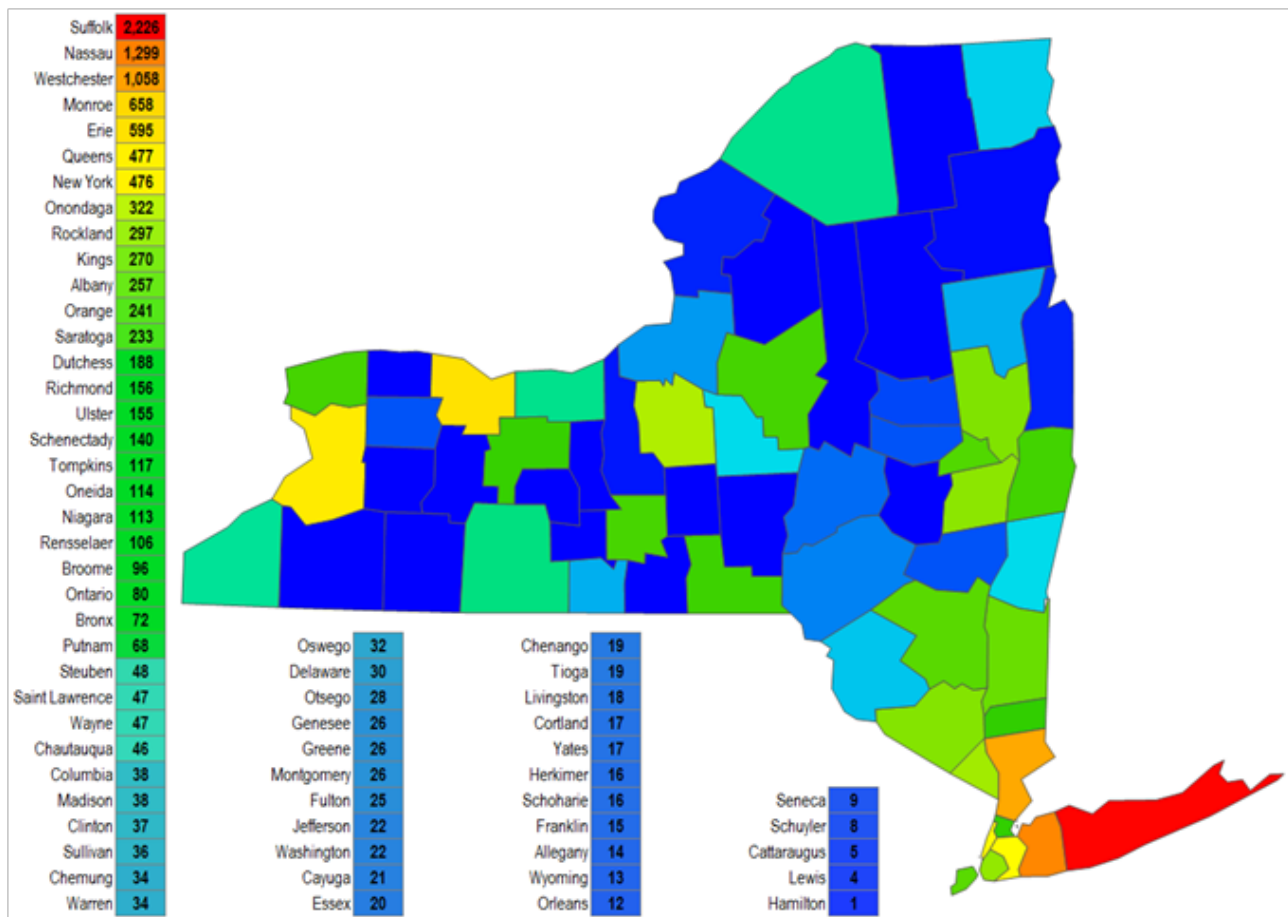 Suffolk 2,226
Nassau 1,299
Westchester 1,058
Monroe 658
Erie 595
Queens 477
New York 476
Onondaga 322
Rockland 297
Kings 270
Albany 257
Orange 241
Saratoga 233
Dutchess 188
Richmond 156
Ulster 155
Schenectady 140
Tompkins 117
Oneida 114
Niagara 113
Rensselaer 106
Broome 96
Ontario 80
Bronx 72
Putnam 68
Steuben 48
Saint Lawrence 47
Wayne 47
Chautauqua 46
Columbia 38
Madison 38
Clinton 37
Sullivan 36
Chemung 34
Warren 34
Oswego 32
Delaware 30
Otsego 28
Genesee 26
Greene 26
Montgomery 26
Fulton 25
Jefferson 22
Washington 22
Cayuga 21
Essex 20
Chenango 19
Tioga 19
Livingston 18
Cortland 17
Yates 17
Herkimer 16
Schoharie 16
Franklin 15
Allegany 14
Wyoming 13
Orleans 12
Seneca 9
Schuyler 8
Cattaraugus 5
Lewis 4
Hamilton 1